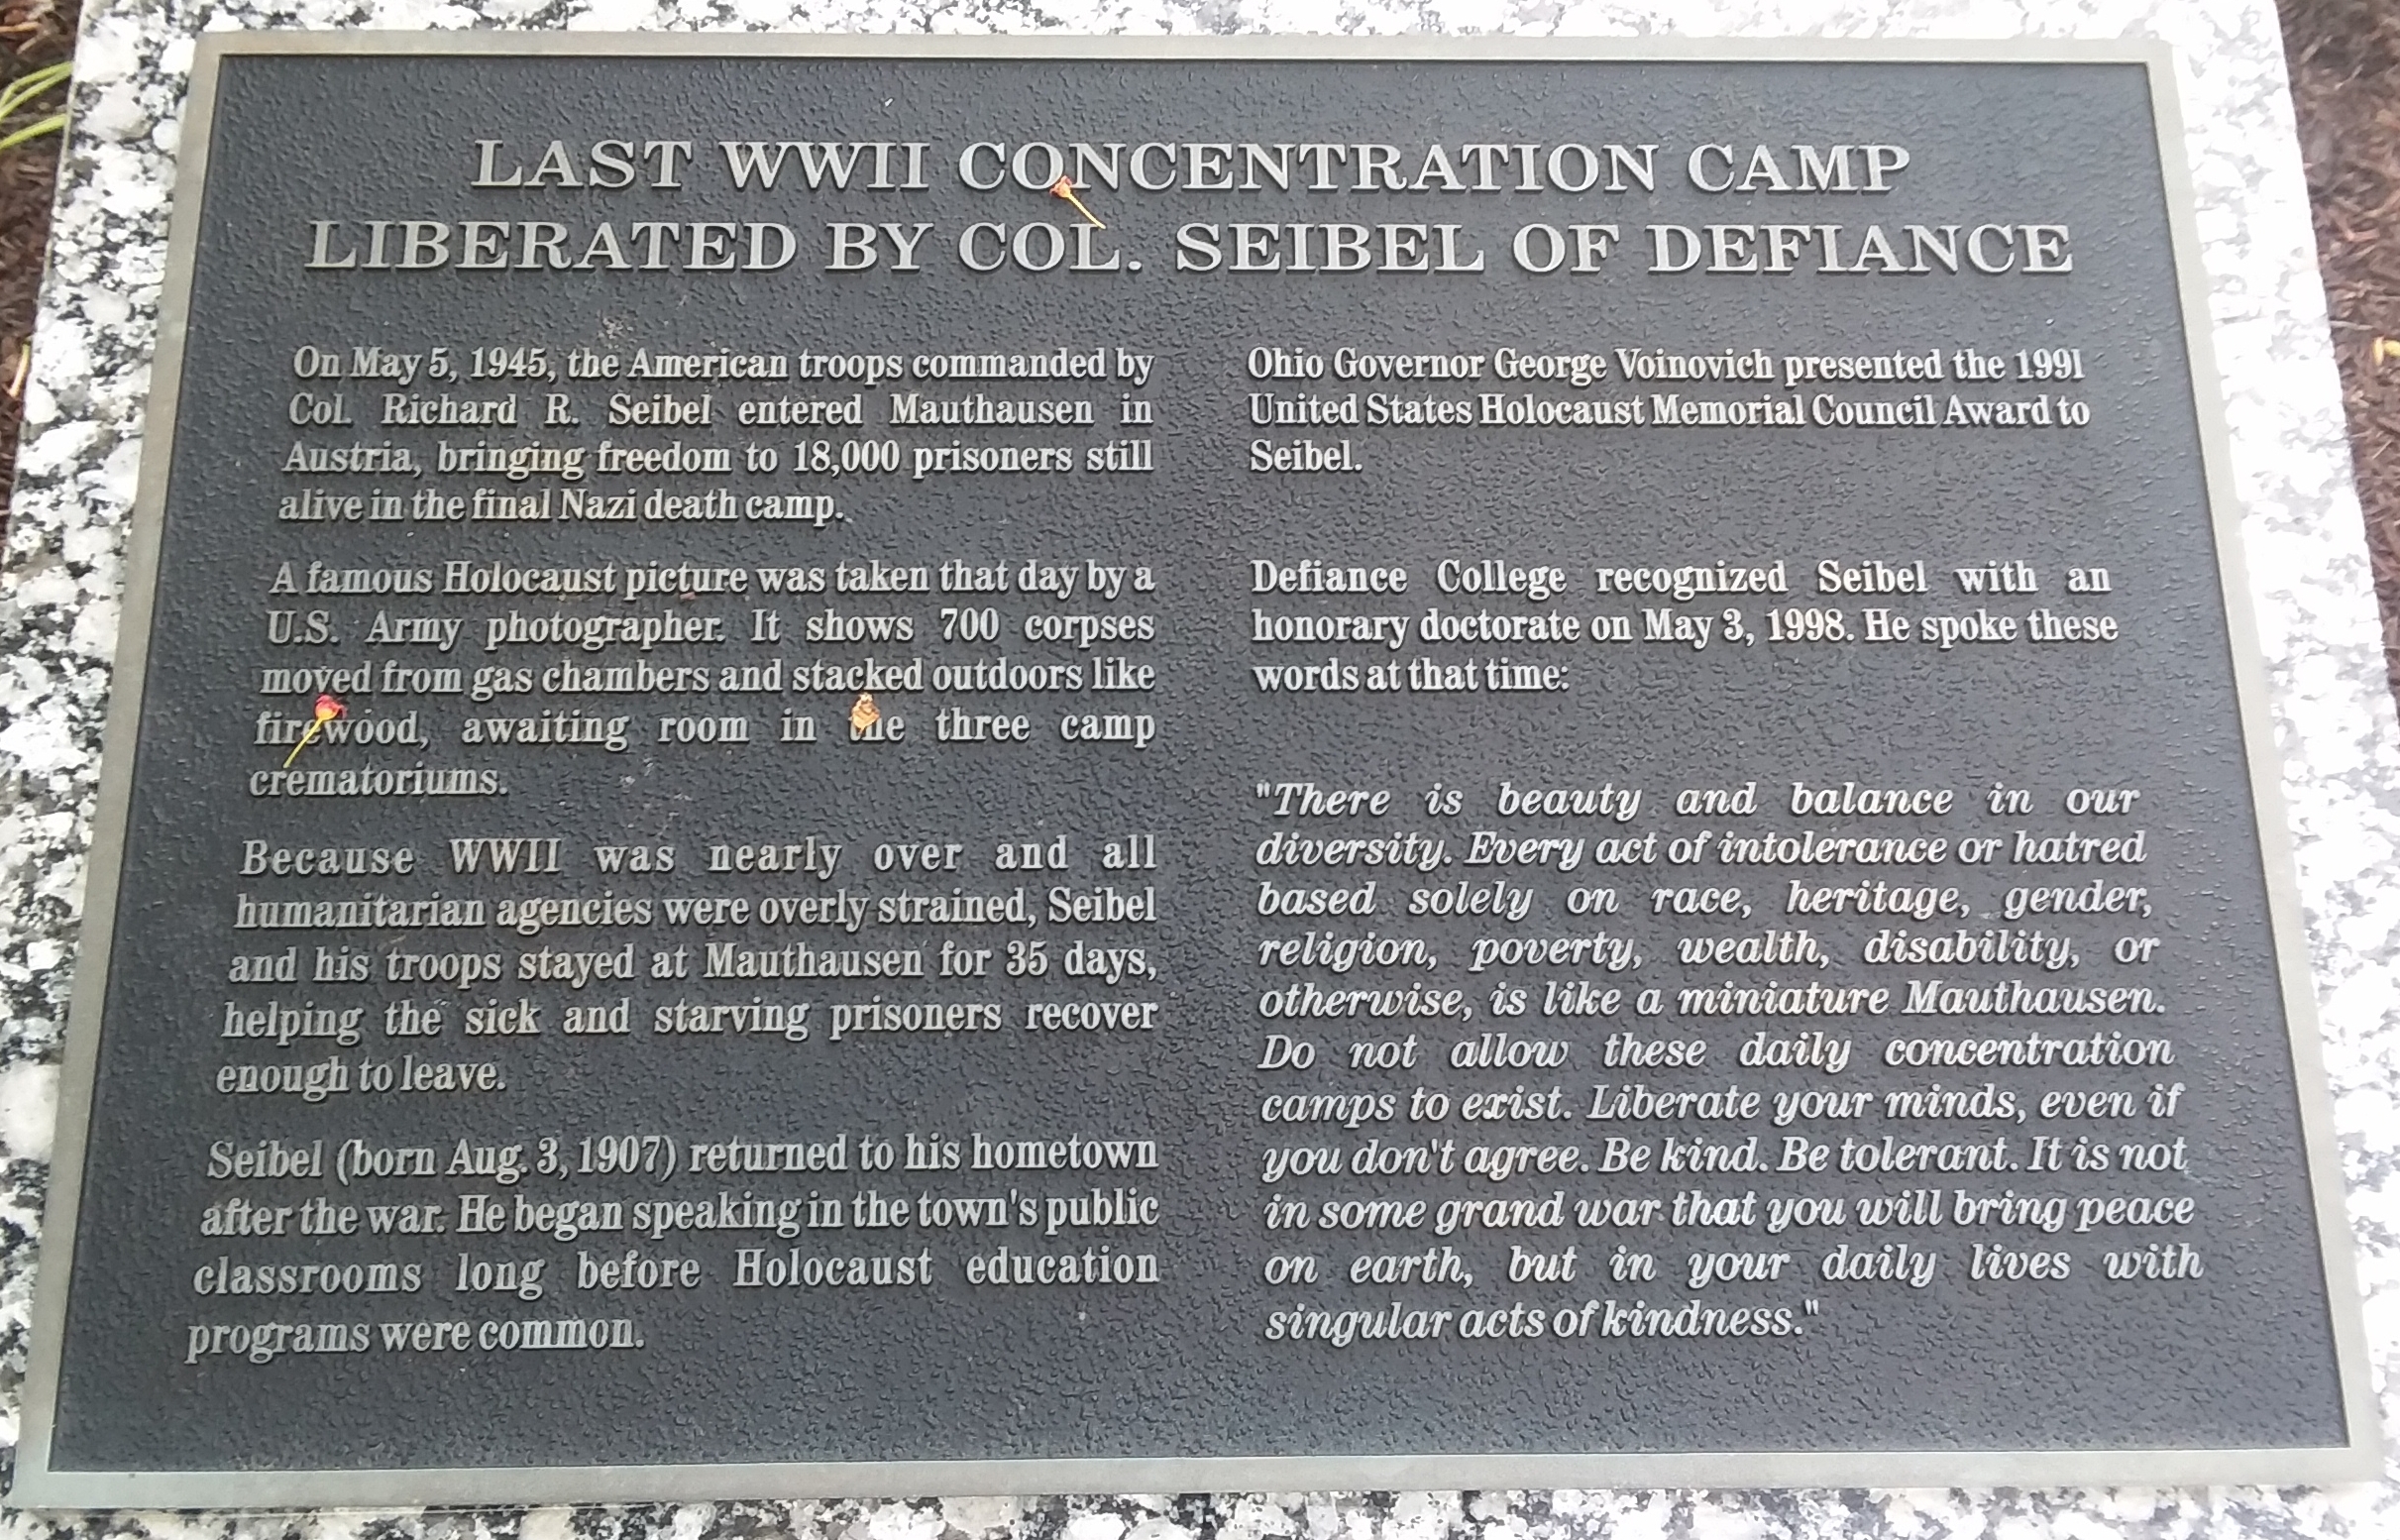 LAST WWII CONCENTRATION CAMP
LIBERATED BY COL. SEIBEL OF DEFIANCE
On May 5, 1945, the American troops commanded by
Col. Richard R. Seibel entered Mauthausen in
Austria, bringing freedom to 18,000 prisoners still
alive in the final Nazi death camp.
A famous Holocaust picture was taken that day by a
U.S. Army photographer. It shows 700 corpses
moved from gas chambers and stacked outdoors like
firewood, awaiting room in the three camp
crematoriums.
Because WWII was nearly over and all
humanitarian agencies were overly strained, Seibel
and his troops stayed at Mauthausen for 35 days,
helping the sick and starving prisoners recover
enough to leave.
Seibel (born Aug. 3, 1907) returned to his hometown
after the war. He began speaking in the town's public
classrooms long before Holocaust education
programs were common.
Ohio Governor George Voinovich presented the 1991
United States Holocaust Memorial Council Award to
Seibel.
Defiance College recognized Seibel with an
honorary doctorate on May 3, 1998. He spoke these
words at that time:
"There is beauty and balance in our
diversity. Every act of intolerance or hatred
based solely on race, heritage, gender,
religion, poverty, wealth, disability, or
otherwise, is like a miniature Mauthausen.
Do not allow these daily concentration
camps to exist. Liberate your minds, even if
you don't agree. Be kind. Be tolerant. It is not
in some grand war that you will bring peace
on earth, but in your daily lives with
singular acts of kindness."